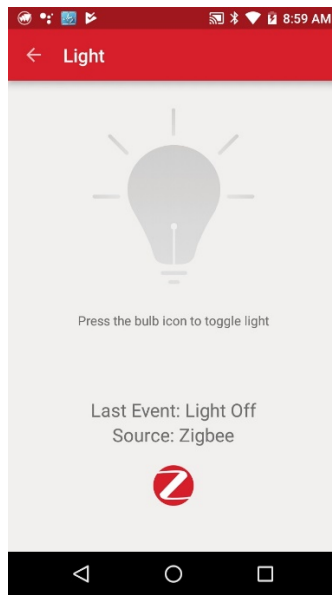 8:59 AM
Light
Press the bulb icon to toggle light
Last Event: Light Off
Source: Zigbee